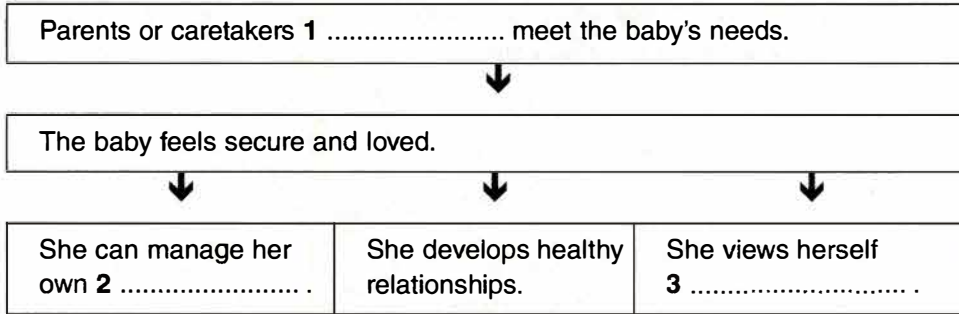 Parents or caretakers 1 ........................ meet the baby's needs.
The baby feels secure and loved.
She can manage her
own 2 ........................ .
She develops healthy
relationships.
She views herself
3 ............................. .